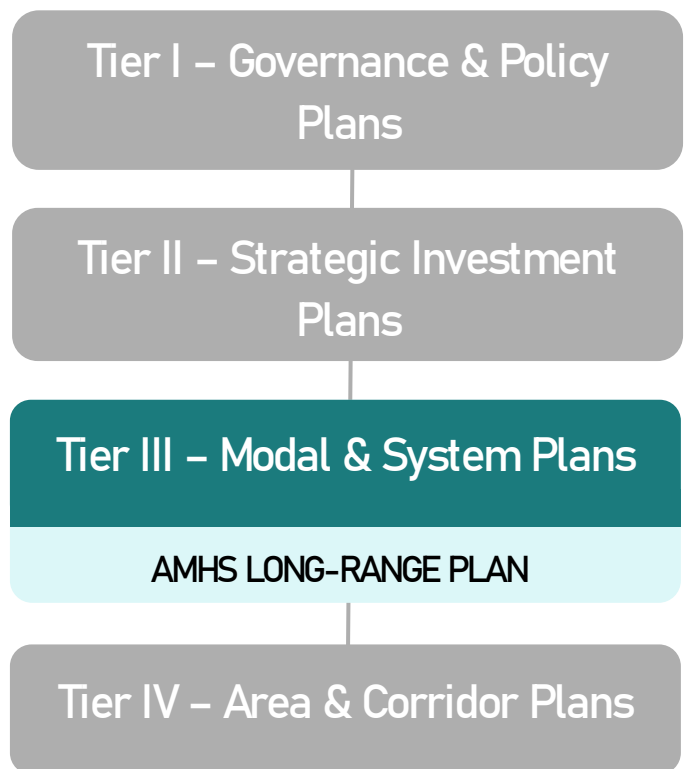 Tier I – Governance & Policy
Plans
Tier II – Strategic Investment
Plans
Tier III – Modal & System Plans
AMHS LONG-RANGE PLAN
Tier IV – Area & Corridor Plans